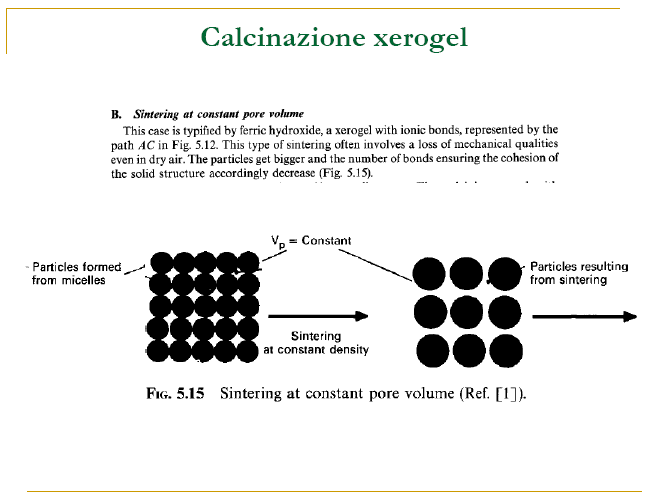 Calcinazione xerogel
B. Sintering at constant pore volume
This case is typified by ferric hydroxide, a xerogel with ionic bonds, represented by the
path AC in Fig. 5.12. This type of sintering often involves a loss of mechanical qualities
even in dry air. The particles get bigger and the number of bonds ensuring the cohesion of
the solid structure accordingly decrease (Fig. 5.15).
Vp = Constant
- Particles formed
from micelles
Particles resulting
from sintering
Sintering
at constant density
FIG. 5.15 Sintering at constant pore volume (Ref. [1]).